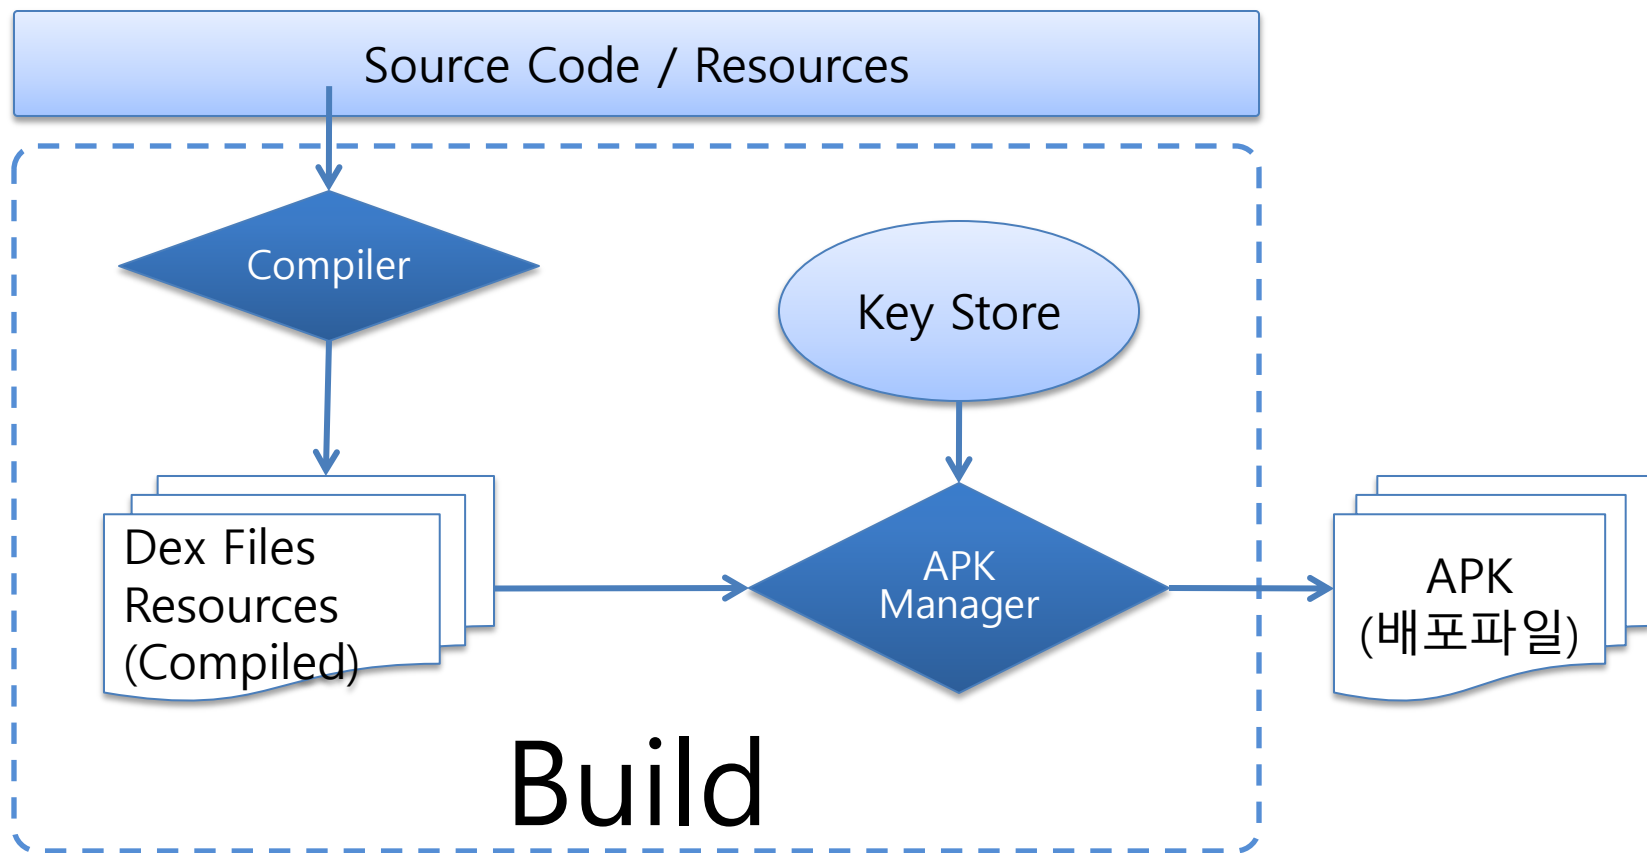 Source Code / Resources
Compiler
Key Store
Dex Files
Resources
(Compiled)
APK
Manager
APK
(배포파일)
Build